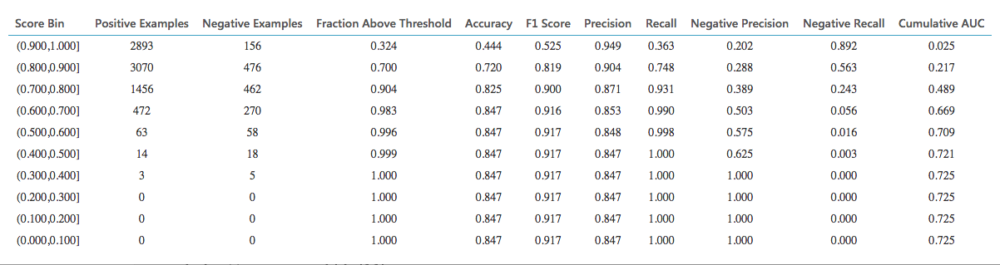 Score Bin Positive Examples Negative Examples Fraction Above Threshold Accuracy F1 Score Precision Recall Negative Precision Negative Recall Cumulative AUC
(0.900,1.000] 2893 156 0.324 0.444 0.525 0.949 0.363 0.202 0.892 0.025
(0.800,0.900] 3070 476 0.700 0.720 0.819 0.904 0.748 0.288 0.563 0.217
(0.700,0.800] 1456 462 0.904 0.825 0.900 0.871 0.931 0.389 0.243 0.489
(0.600,0.700] 472 270 0.983 0.847 0.916 0.853 0.990 0.503 0.056 0.669
(0.500,0.600] 63 58 0.996 0.847 0.917 0.848 0.998 0.575 0.016 0.709
(0.400,0.500] 14 18 0.999 0.847 0.917 0.847 1.000 0.625 0.003 0.721
(0.300,0.400] 3 5 1.000 0.847 0.917 0.847 1.000 1.000 0.000 0.725
(0.200,0.300] 0 0 1.000 0.847 0.917 0.847 1.000 1.000 0.000 0.725
(0.100,0.200] 0 0 1.000 0.847 0.917 0.847 1.000 1.000 0.000 0.725
(0.000,0.100] 0 0 1.000 0.847 0.917 0.847 1.000 1.000 0.000 0.725